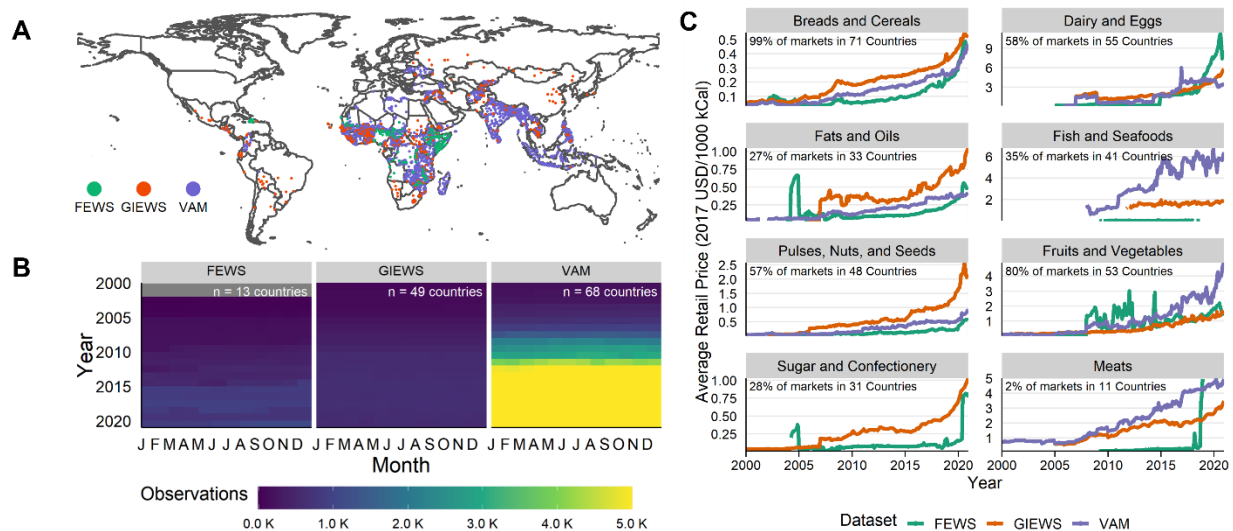 A
FEWS GIEWS VAM
B
FEWS GIEWS VAM
n = 13 countries n = 49 countries n = 68 countries
Year
2000
2005
2010
2015
2020
J F M A M J J A S O N D J F M A M J J A S O N D J F M A M J J A S O N D
Month
Observations
0.0 K 1.0 K 2.0 K 3.0 K 4.0 K 5.0 K
C
Average Retail Price (2017 USD/1000 kCal)
Breads and Cereals
99% of markets in 71 Countries
0.5
0.4
0.3
0.2
0.1
Dairy and Eggs
58% of markets in 55 Countries
9
6
3
Fats and Oils
27% of markets in 33 Countries
1.00
0.75
0.50
0.25
Fish and Seafoods
35% of markets in 41 Countries
6
4
2
Pulses, Nuts, and Seeds
57% of markets in 48 Countries
2.5
2.0
1.5
1.0
0.5
Fruits and Vegetables
80% of markets in 53 Countries
4
3
2
1
Sugar and Confectionery
28% of markets in 31 Countries
1.00
0.75
0.50
0.25
Meats
2% of markets in 11 Countries
5
4
3
2
1
2000 2005 2010 2015 2020 2000 2005 2010 2015 2020
Year
Dataset FEWS GIEWS VAM